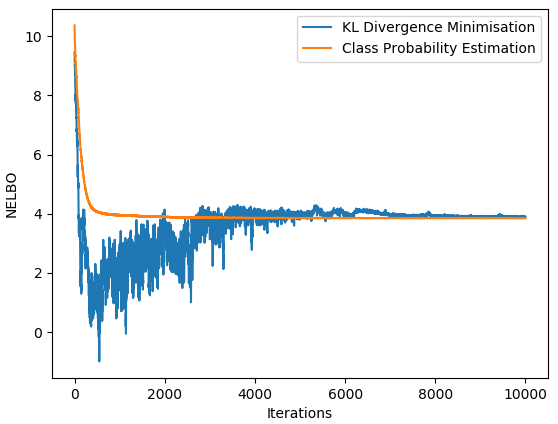 KL Divergence Minimisation
Class Probability Estimation
NELBO
10
8
6
4
2
0
0 2000 4000 6000 8000 10000
Iterations